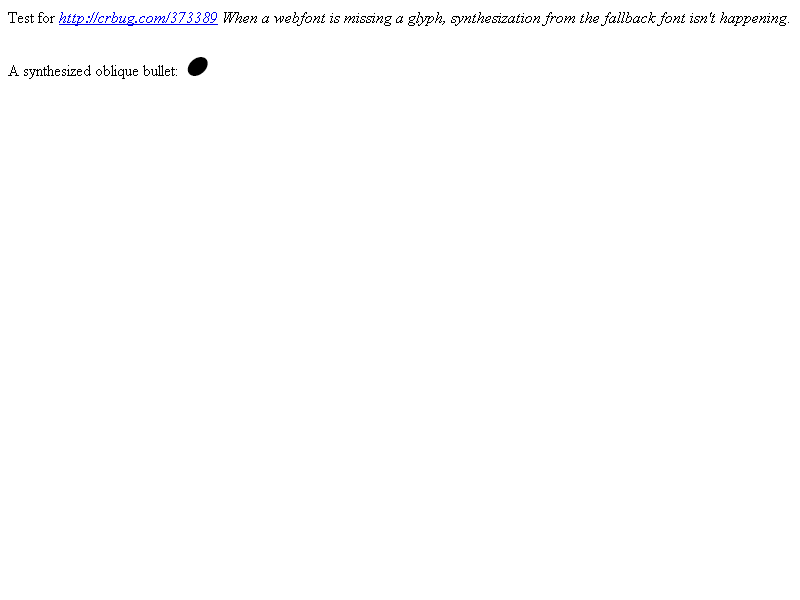 Test for http://crbug.com/373389 When a webfont is missing a glyph, synthesization from the fallback font isn't happening.
A synthesized oblique bullet: •